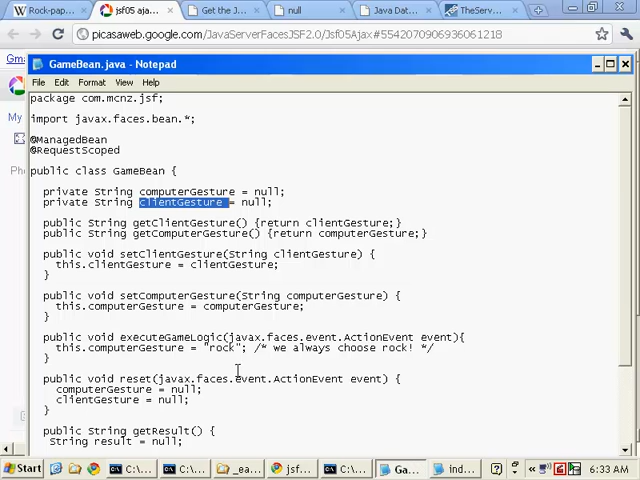 Rock-pap...
jsf05 ajax...
Get the J...
null
Java Dat...
TheServ...
picasaweb.google.com/JavaServerFacesJSF2.0/Jsf05Ajax#5542070906936061218
Gma
My
Pho
GameBean.java - Notepad
File Edit Format View Help
package com.mcnz.jsf;
import javax.faces.bean.*;
@ManagedBean
@RequestScoped
public class GameBean {
private String computerGesture = null;
private String clientGesture = null;
public String getClientGesture() {return clientGesture;}
public String getComputerGesture() {return computerGesture;}
public void setClientGesture(String clientGesture) {
this.clientGesture = clientGesture;
}
public void setComputerGesture(String computerGesture) {
this.computerGesture = computerGesture;
}
public void executeGameLogic(javax.faces.event.ActionEvent event){
this.computerGesture = "rock"; /* we always choose rock! */
}
public void reset(javax.faces.event.ActionEvent event) {
computerGesture = null;
clientGesture = null;
}
public String getResult() {
String result = null;
Start
C:\...
C:\...
_ea...
jsf...
C:\...
Ga...
ind...
6:33 AM